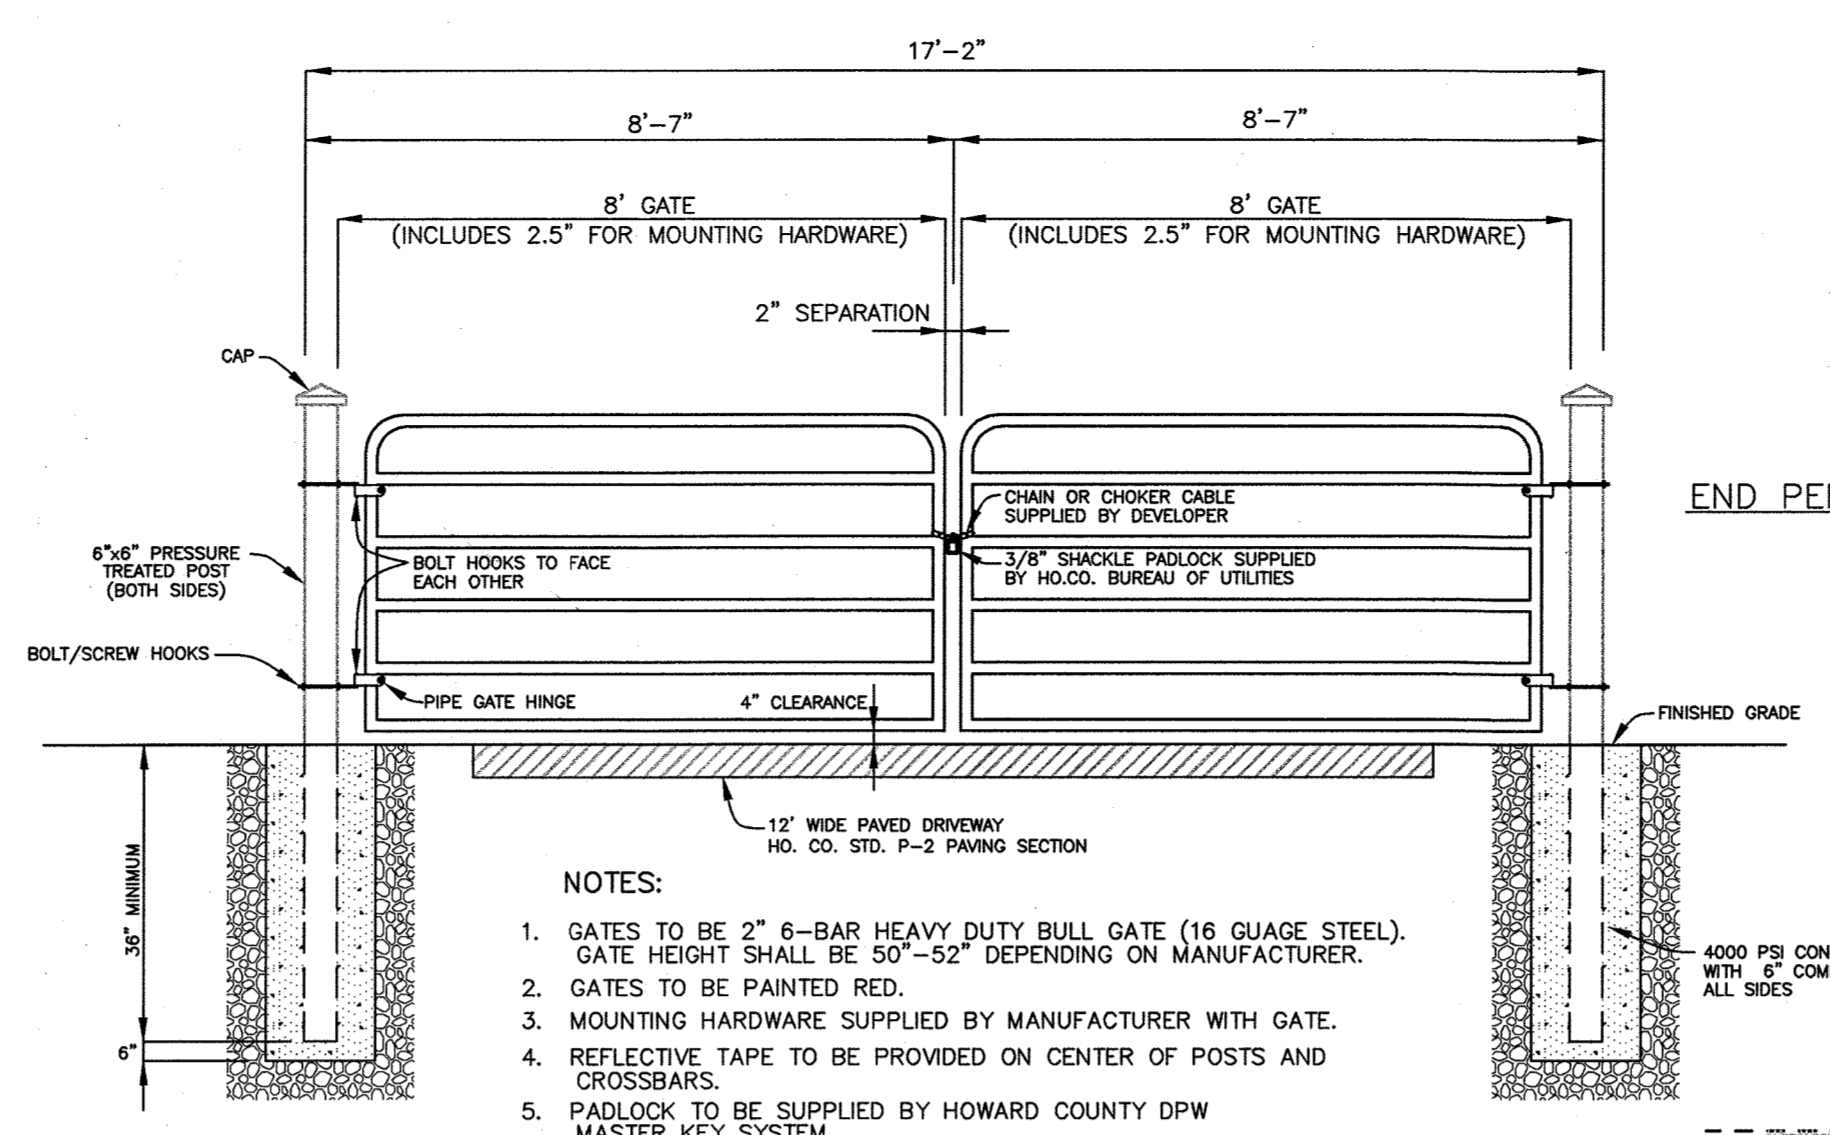 17'-2"
8'-7"
8'-7"
8' GATE
(INCLUDES 2.5" FOR MOUNTING HARDWARE)
8' GATE
(INCLUDES 2.5" FOR MOUNTING HARDWARE)
2" SEPARATION
CAP
CHAIN OR CHOKER CABLE
SUPPLIED BY DEVELOPER
END
6"x6" PRESSURE
TREATED POST
(BOTH SIDES)
BOLT HOOKS TO FACE
EACH OTHER
3/8" SHACKLE PADLOCK SUPPLIED
BY HO.CO. BUREAU OF UTILITIES
BOLT/SCREW HOOKS
PIPE GATE HINGE
4" CLEARANCE
FINISHED GRADE
12' WIDE PAVED DRIVEWAY
HO. CO. STD. P-2 PAVING SECTION
36" MINIMUM
6"
NOTES:
1. GATES TO BE 2" 6-BAR HEAVY DUTY BULL GATE (16 GUAGE STEEL).
GATE HEIGHT SHALL BE 50"-52" DEPENDING ON MANUFACTURER.
2. GATES TO BE PAINTED RED.
3. MOUNTING HARDWARE SUPPLIED BY MANUFACTURER WITH GATE.
4. REFLECTIVE TAPE TO BE PROVIDED ON CENTER OF POSTS AND
CROSSBARS.
5. PADLOCK TO BE SUPPLIED BY HOWARD COUNTY DPW
MASTER KEY SYSTEM
4000 PSI
WITH 6"
ALL SIDES